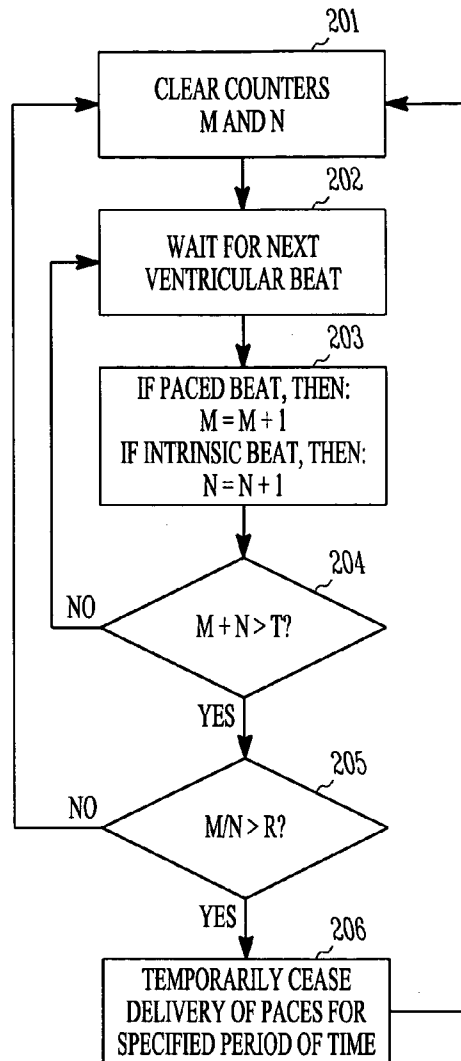 201
CLEAR COUNTERS
M AND N
202
WAIT FOR NEXT
VENTRICULAR BEAT
203
IF PACED BEAT, THEN:
M = M + 1
IF INTRINSIC BEAT, THEN:
N = N + 1
204
NO
M + N > T?
YES
205
NO
M/N > R?
YES
206
TEMPORARILY CEASE
DELIVERY OF PACES FOR
SPECIFIED PERIOD OF TIME